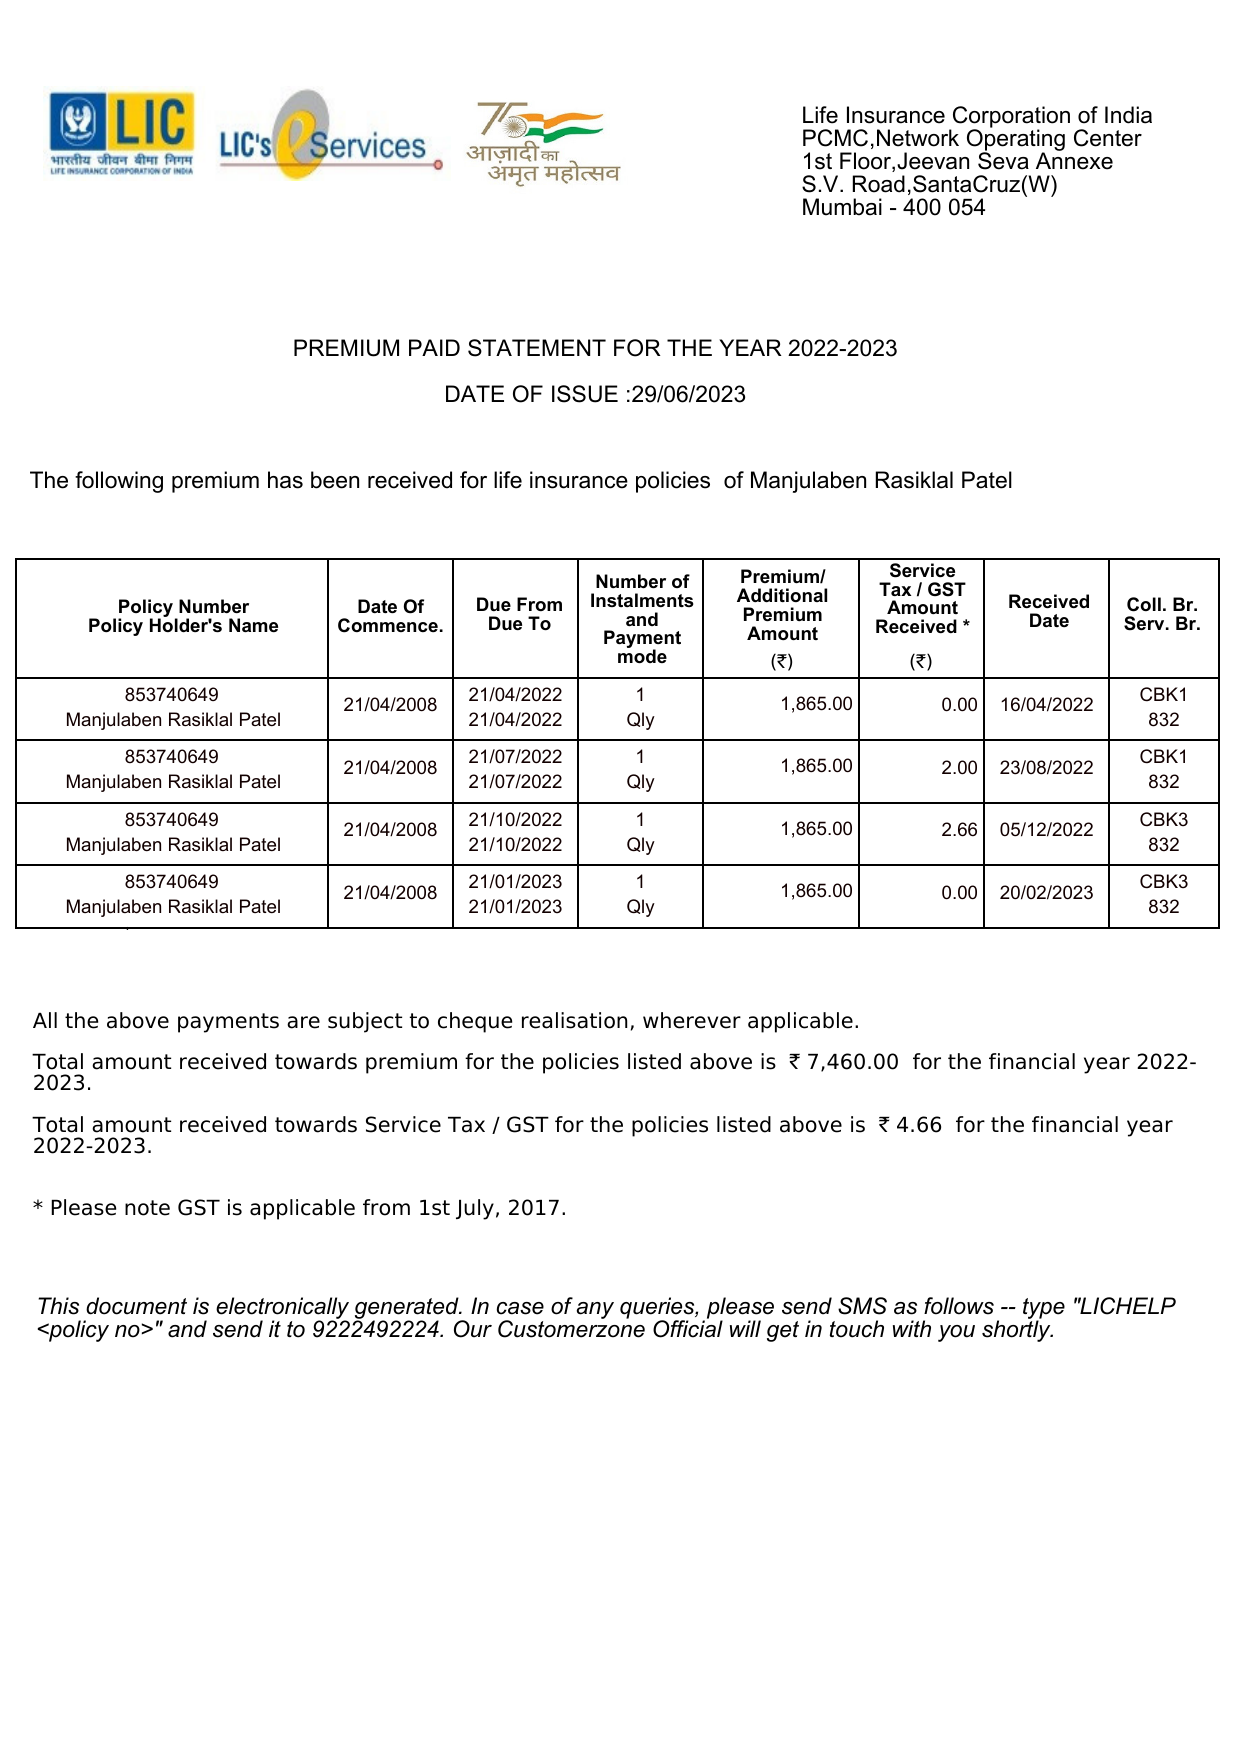 LIC
भारतीय जीवन बीमा निगम
LIFE INSURANCE CORPORATION OF INDIA
LIC's e Services
75
आज़ादी का
अमृत महोत्सव
Life Insurance Corporation of India
PCMC,Network Operating Center
1st Floor,Jeevan Seva Annexe
S.V. Road,SantaCruz(W)
Mumbai - 400 054
PREMIUM PAID STATEMENT FOR THE YEAR 2022-2023
DATE OF ISSUE :29/06/2023
The following premium has been received for life insurance policies  of Manjulaben Rasiklal Patel
Policy Number
Policy Holder's Name
Date Of
Commence.
Due From
Due To
Number of
Instalments
and
Payment
mode
Premium/
Additional
Premium
Amount
(₹)
Service
Tax / GST
Amount
Received *
(₹)
Received
Date
Coll. Br.
Serv. Br.
853740649
Manjulaben Rasiklal Patel
21/04/2008
21/04/2022
21/04/2022
1
Qly
1,865.00
0.00
16/04/2022
CBK1
832
853740649
Manjulaben Rasiklal Patel
21/04/2008
21/07/2022
21/07/2022
1
Qly
1,865.00
2.00
23/08/2022
CBK1
832
853740649
Manjulaben Rasiklal Patel
21/04/2008
21/10/2022
21/10/2022
1
Qly
1,865.00
2.66
05/12/2022
CBK3
832
853740649
Manjulaben Rasiklal Patel
21/04/2008
21/01/2023
21/01/2023
1
Qly
1,865.00
0.00
20/02/2023
CBK3
832
All the above payments are subject to cheque realisation, wherever applicable.
Total amount received towards premium for the policies listed above is  ₹ 7,460.00  for the financial year 2022-
2023.
Total amount received towards Service Tax / GST for the policies listed above is  ₹ 4.66  for the financial year
2022-2023.
* Please note GST is applicable from 1st July, 2017.
This document is electronically generated. In case of any queries, please send SMS as follows -- type "LICHELP
<policy no>" and send it to 9222492224. Our Customerzone Official will get in touch with you shortly.